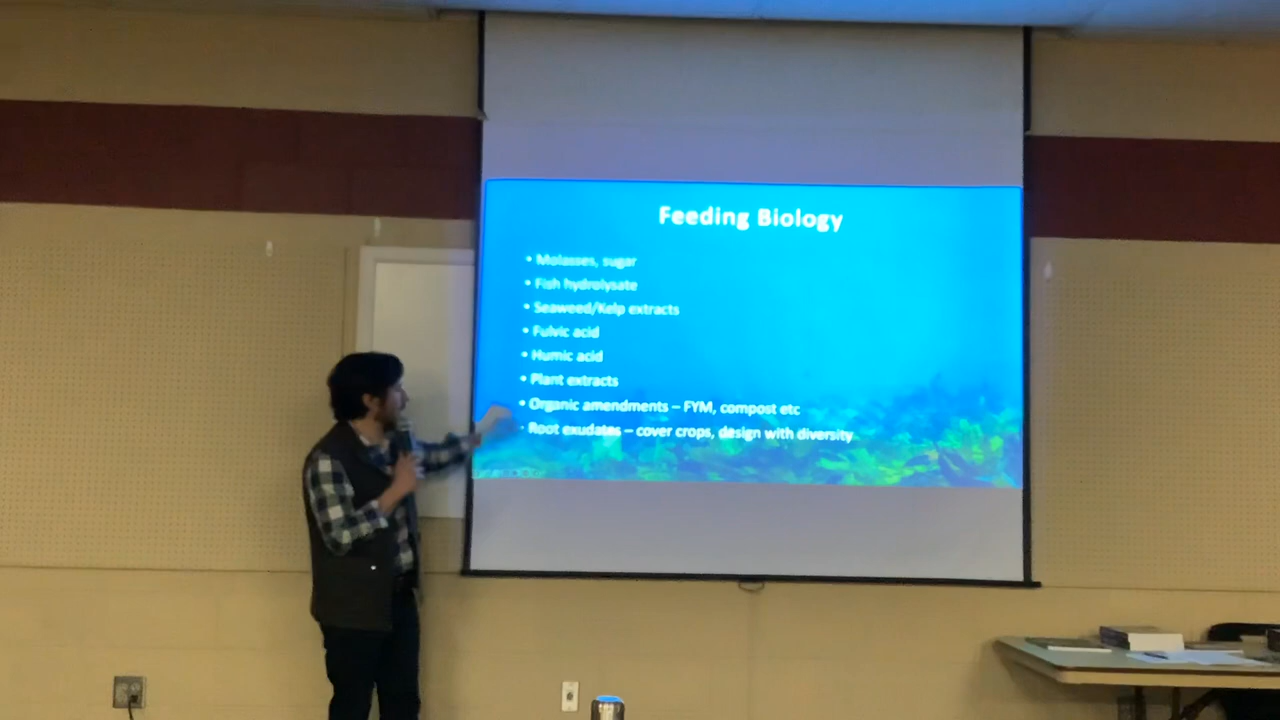 Feeding Biology
• Molasses, sugar
• Fish hydrolysate
• Seaweed/Kelp extracts
• Fulvic acid
• Humic acid
• Plant extracts
• Organic amendments – FYM, compost etc
• Root exudates – cover crops, design with diversity